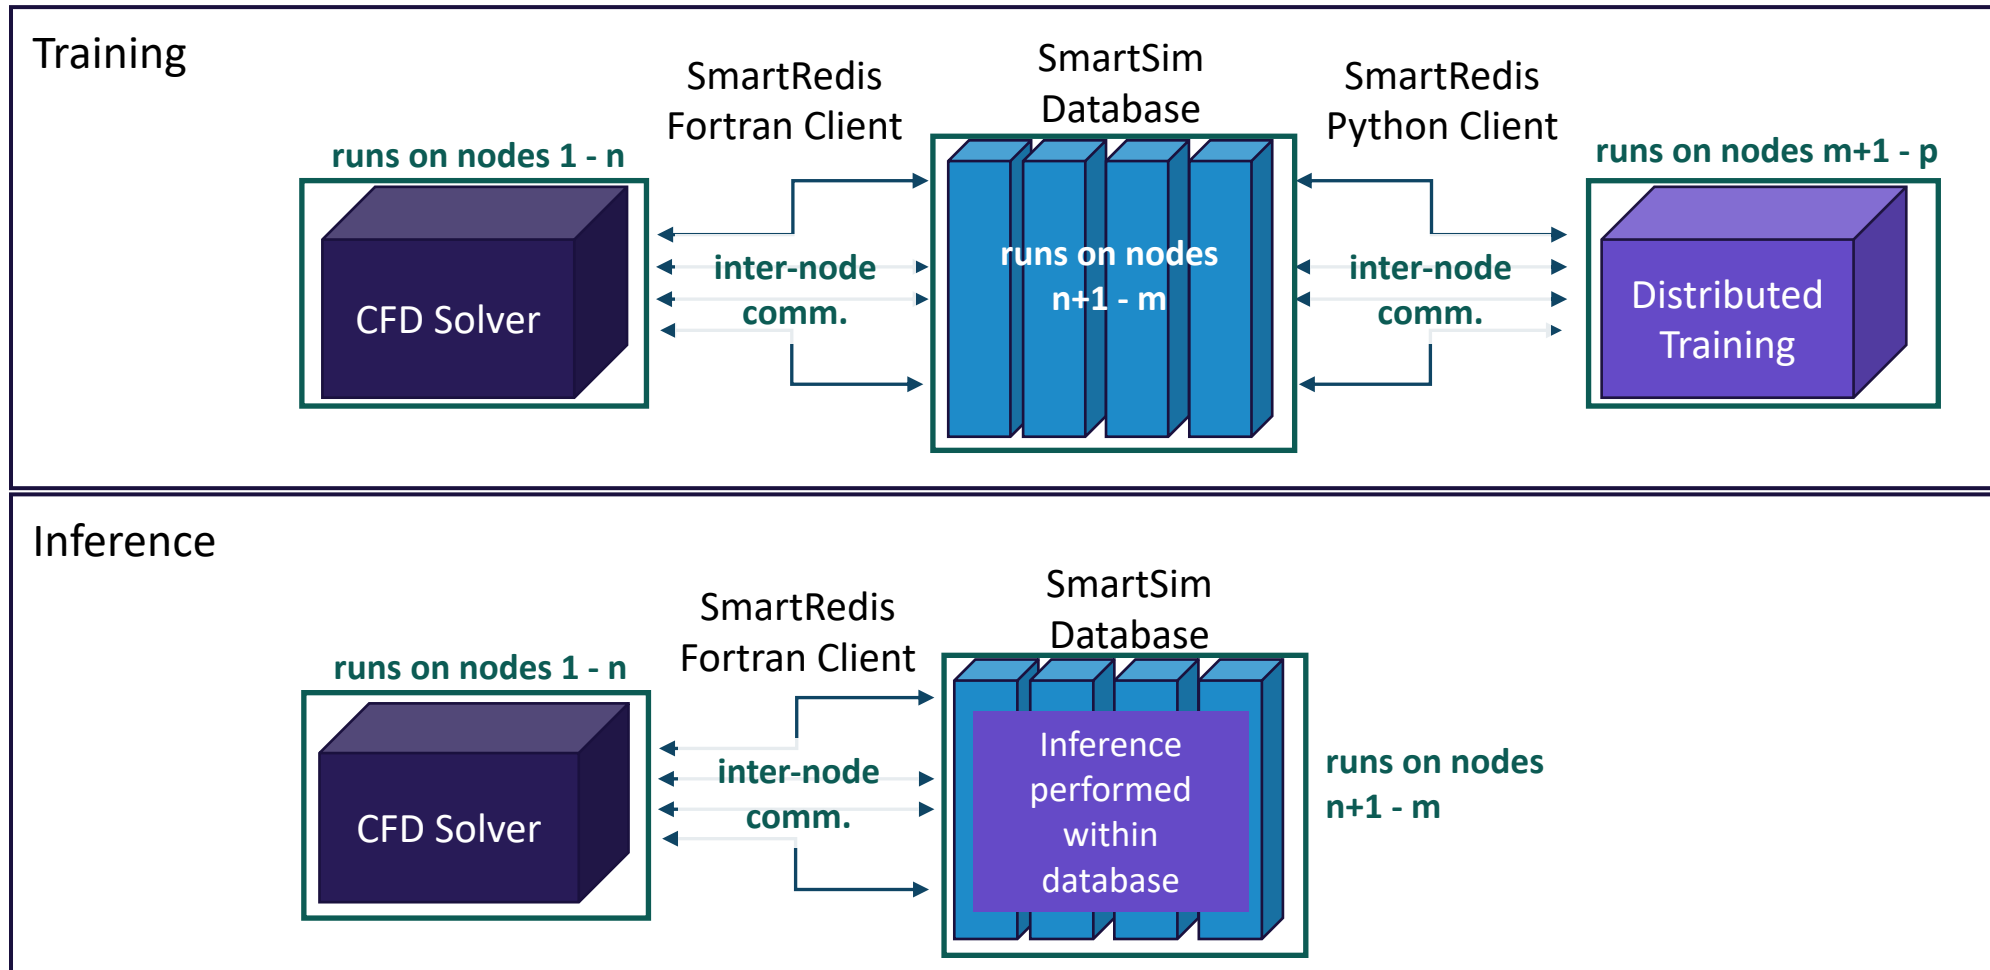 Training
SmartRedis
Fortran Client
SmartSim
Database
SmartRedis
Python Client
runs on nodes 1 - n
runs on nodes m+1 - p
CFD Solver
inter-node
comm.
runs on nodes
n+1 - m
inter-node
comm.
Distributed
Training
Inference
SmartRedis
Fortran Client
SmartSim
Database
runs on nodes 1 - n
CFD Solver
inter-node
comm.
Inference
performed
within
database
runs on nodes
n+1 - m